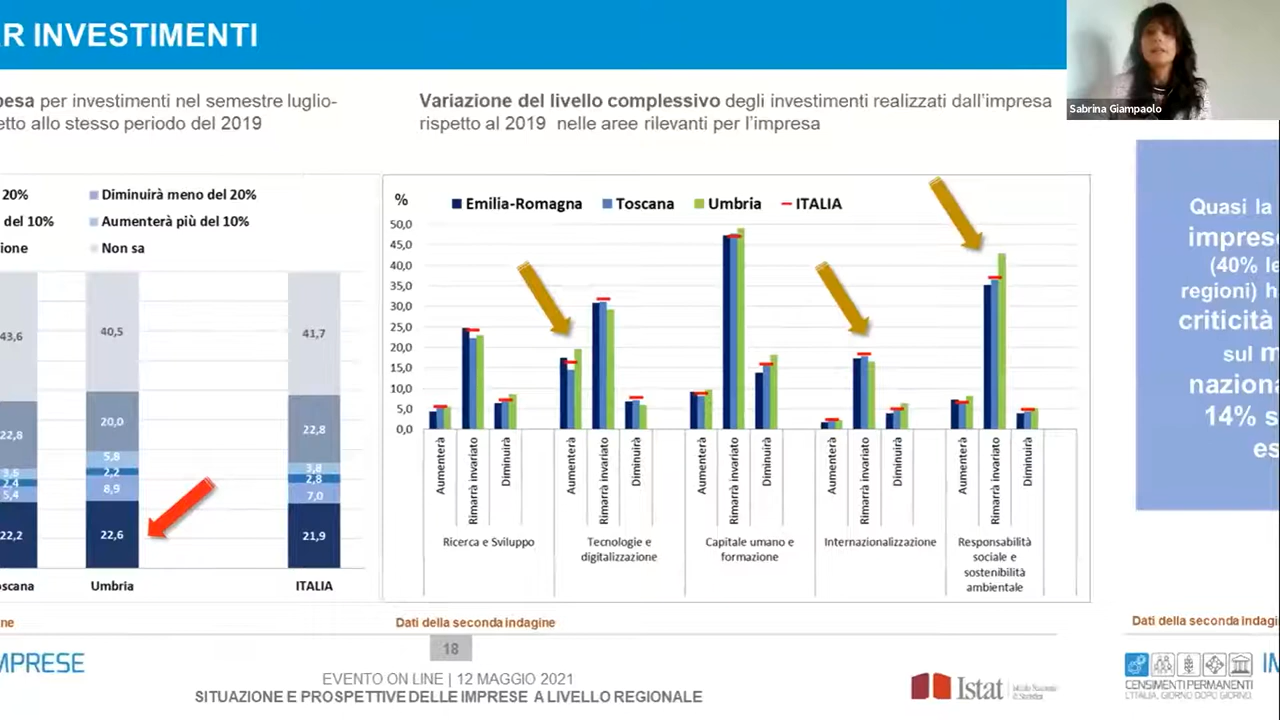 R INVESTIMENTI
Sabrina Giampaolo
pesa per investimenti nel semestre luglio-
etto allo stesso periodo del 2019
Variazione del livello complessivo degli investimenti realizzati dall'impresa
rispetto al 2019 nelle aree rilevanti per l'impresa
20%
Diminuirà meno del 20%
del 10%
Aumenterà più del 10%
ione
Non sa
43,6
40,5
41,7
22,8
20,0
22,8
3,6
5,8
3,8
2,4
2,2
2,8
5,4
8,9
7,0
22,2
22,6
21,9
oscana
Umbria
ITALIA
%
Emilia-Romagna
Toscana
Umbria
ITALIA
50,0
45,0
40,0
35,0
30,0
25,0
20,0
15,0
10,0
5,0
0,0
Aumenterà
Rimarrà invariato
Diminuirà
Aumenterà
Rimarrà invariato
Diminuirà
Aumenterà
Rimarrà invariato
Diminuirà
Aumenterà
Rimarrà invariato
Diminuirà
Aumenterà
Rimarrà invariato
Diminuirà
Ricerca e Sviluppo
Tecnologie e
digitalizzazione
Capitale umano e
formazione
Internazionalizzazione
Responsabilità
sociale e
sostenibilità
ambientale
Quasi la
imprese
(40% le
regioni) h
criticità
sul m
naziona
14% s
es
ne
Dati della seconda indagine
Dati della seconda indagi
18
MPRESE
EVENTO ON LINE | 12 MAGGIO 2021
SITUAZIONE E PROSPETTIVE DELLE IMPRESE A LIVELLO REGIONALE
Istat
CENSIMENTI PERMANENTI
L'ITALIA, GIORNO DOPO GIORNO.
IM